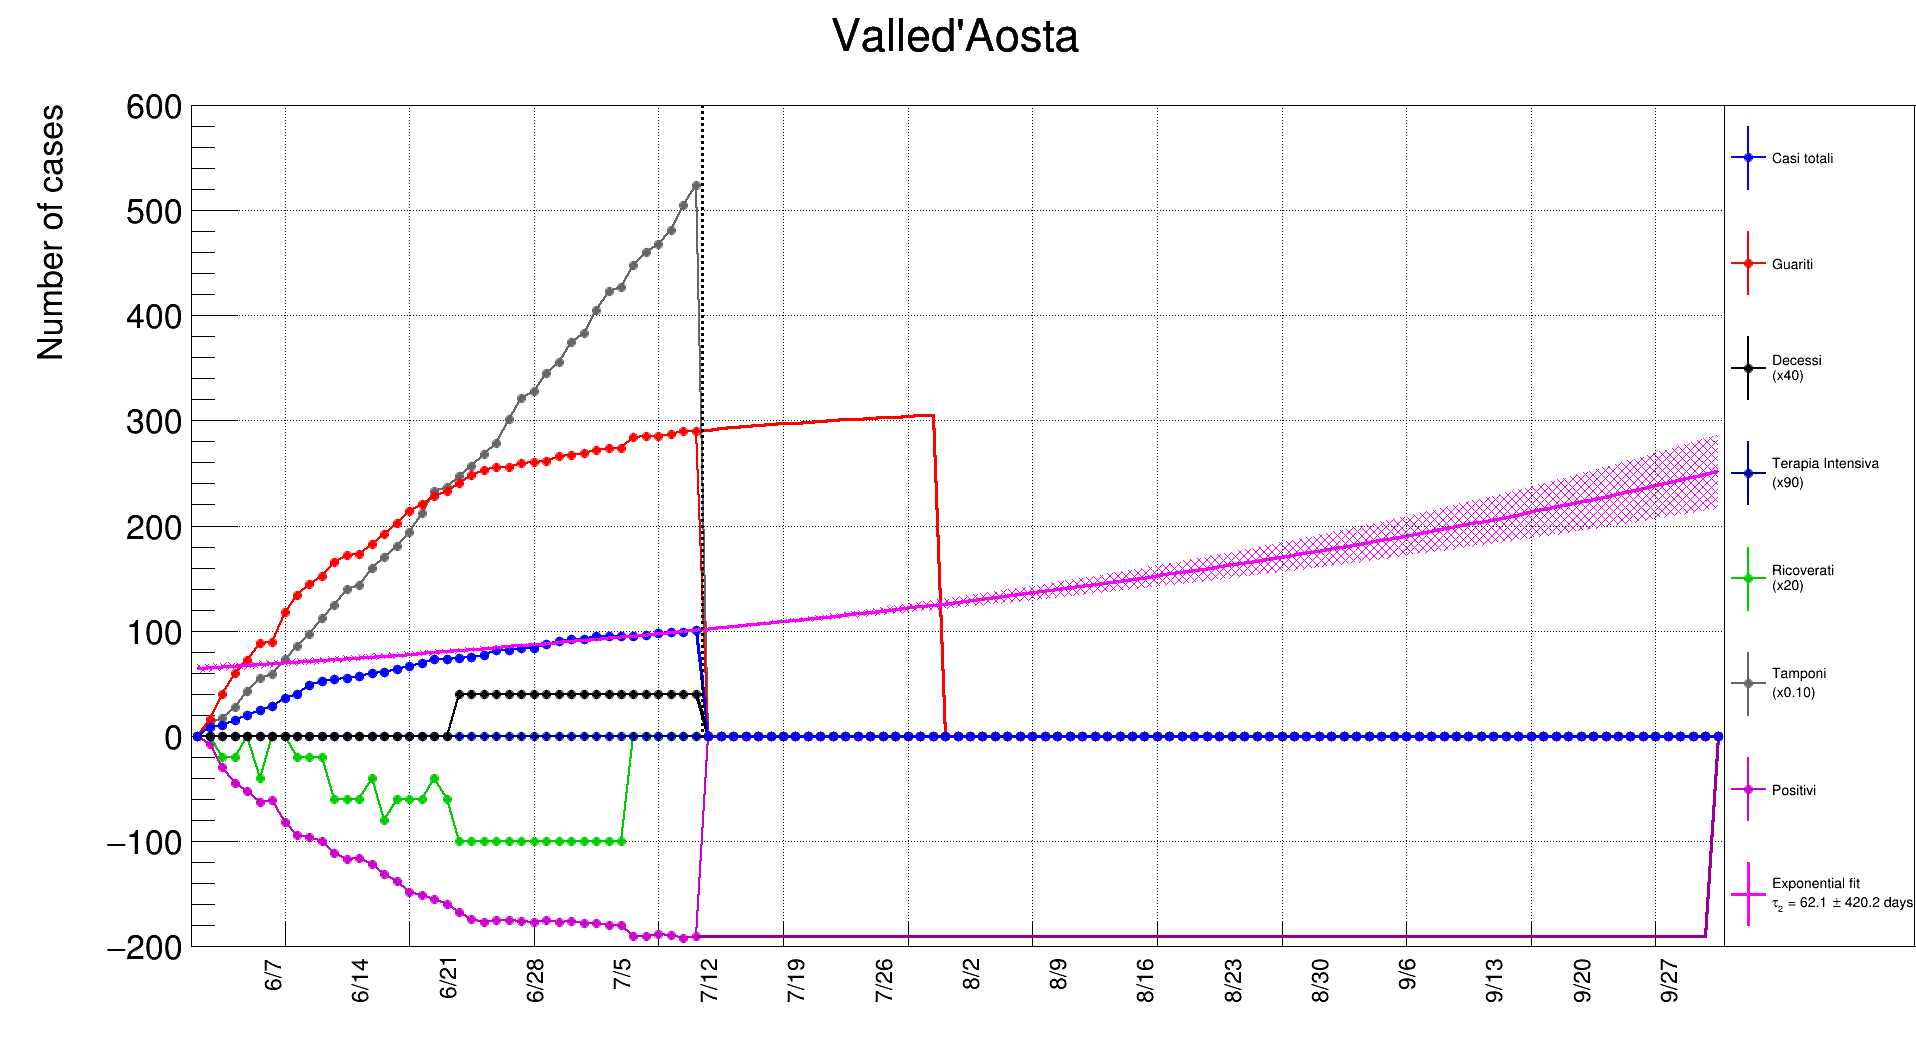 Valled'Aosta
Number of cases
600
500
400
300
200
100
0
−100
−200
6/7
6/14
6/21
6/28
7/5
7/12
7/19
7/26
8/2
8/9
8/16
8/23
8/30
9/6
9/13
9/20
9/27
Casi totali
Guariti
Decessi
(x40)
Terapia Intensiva
(x90)
Ricoverati
(x20)
Tamponi
(x0.10)
Positivi
Exponential fit
τ2 = 62.1 ± 420.2 days